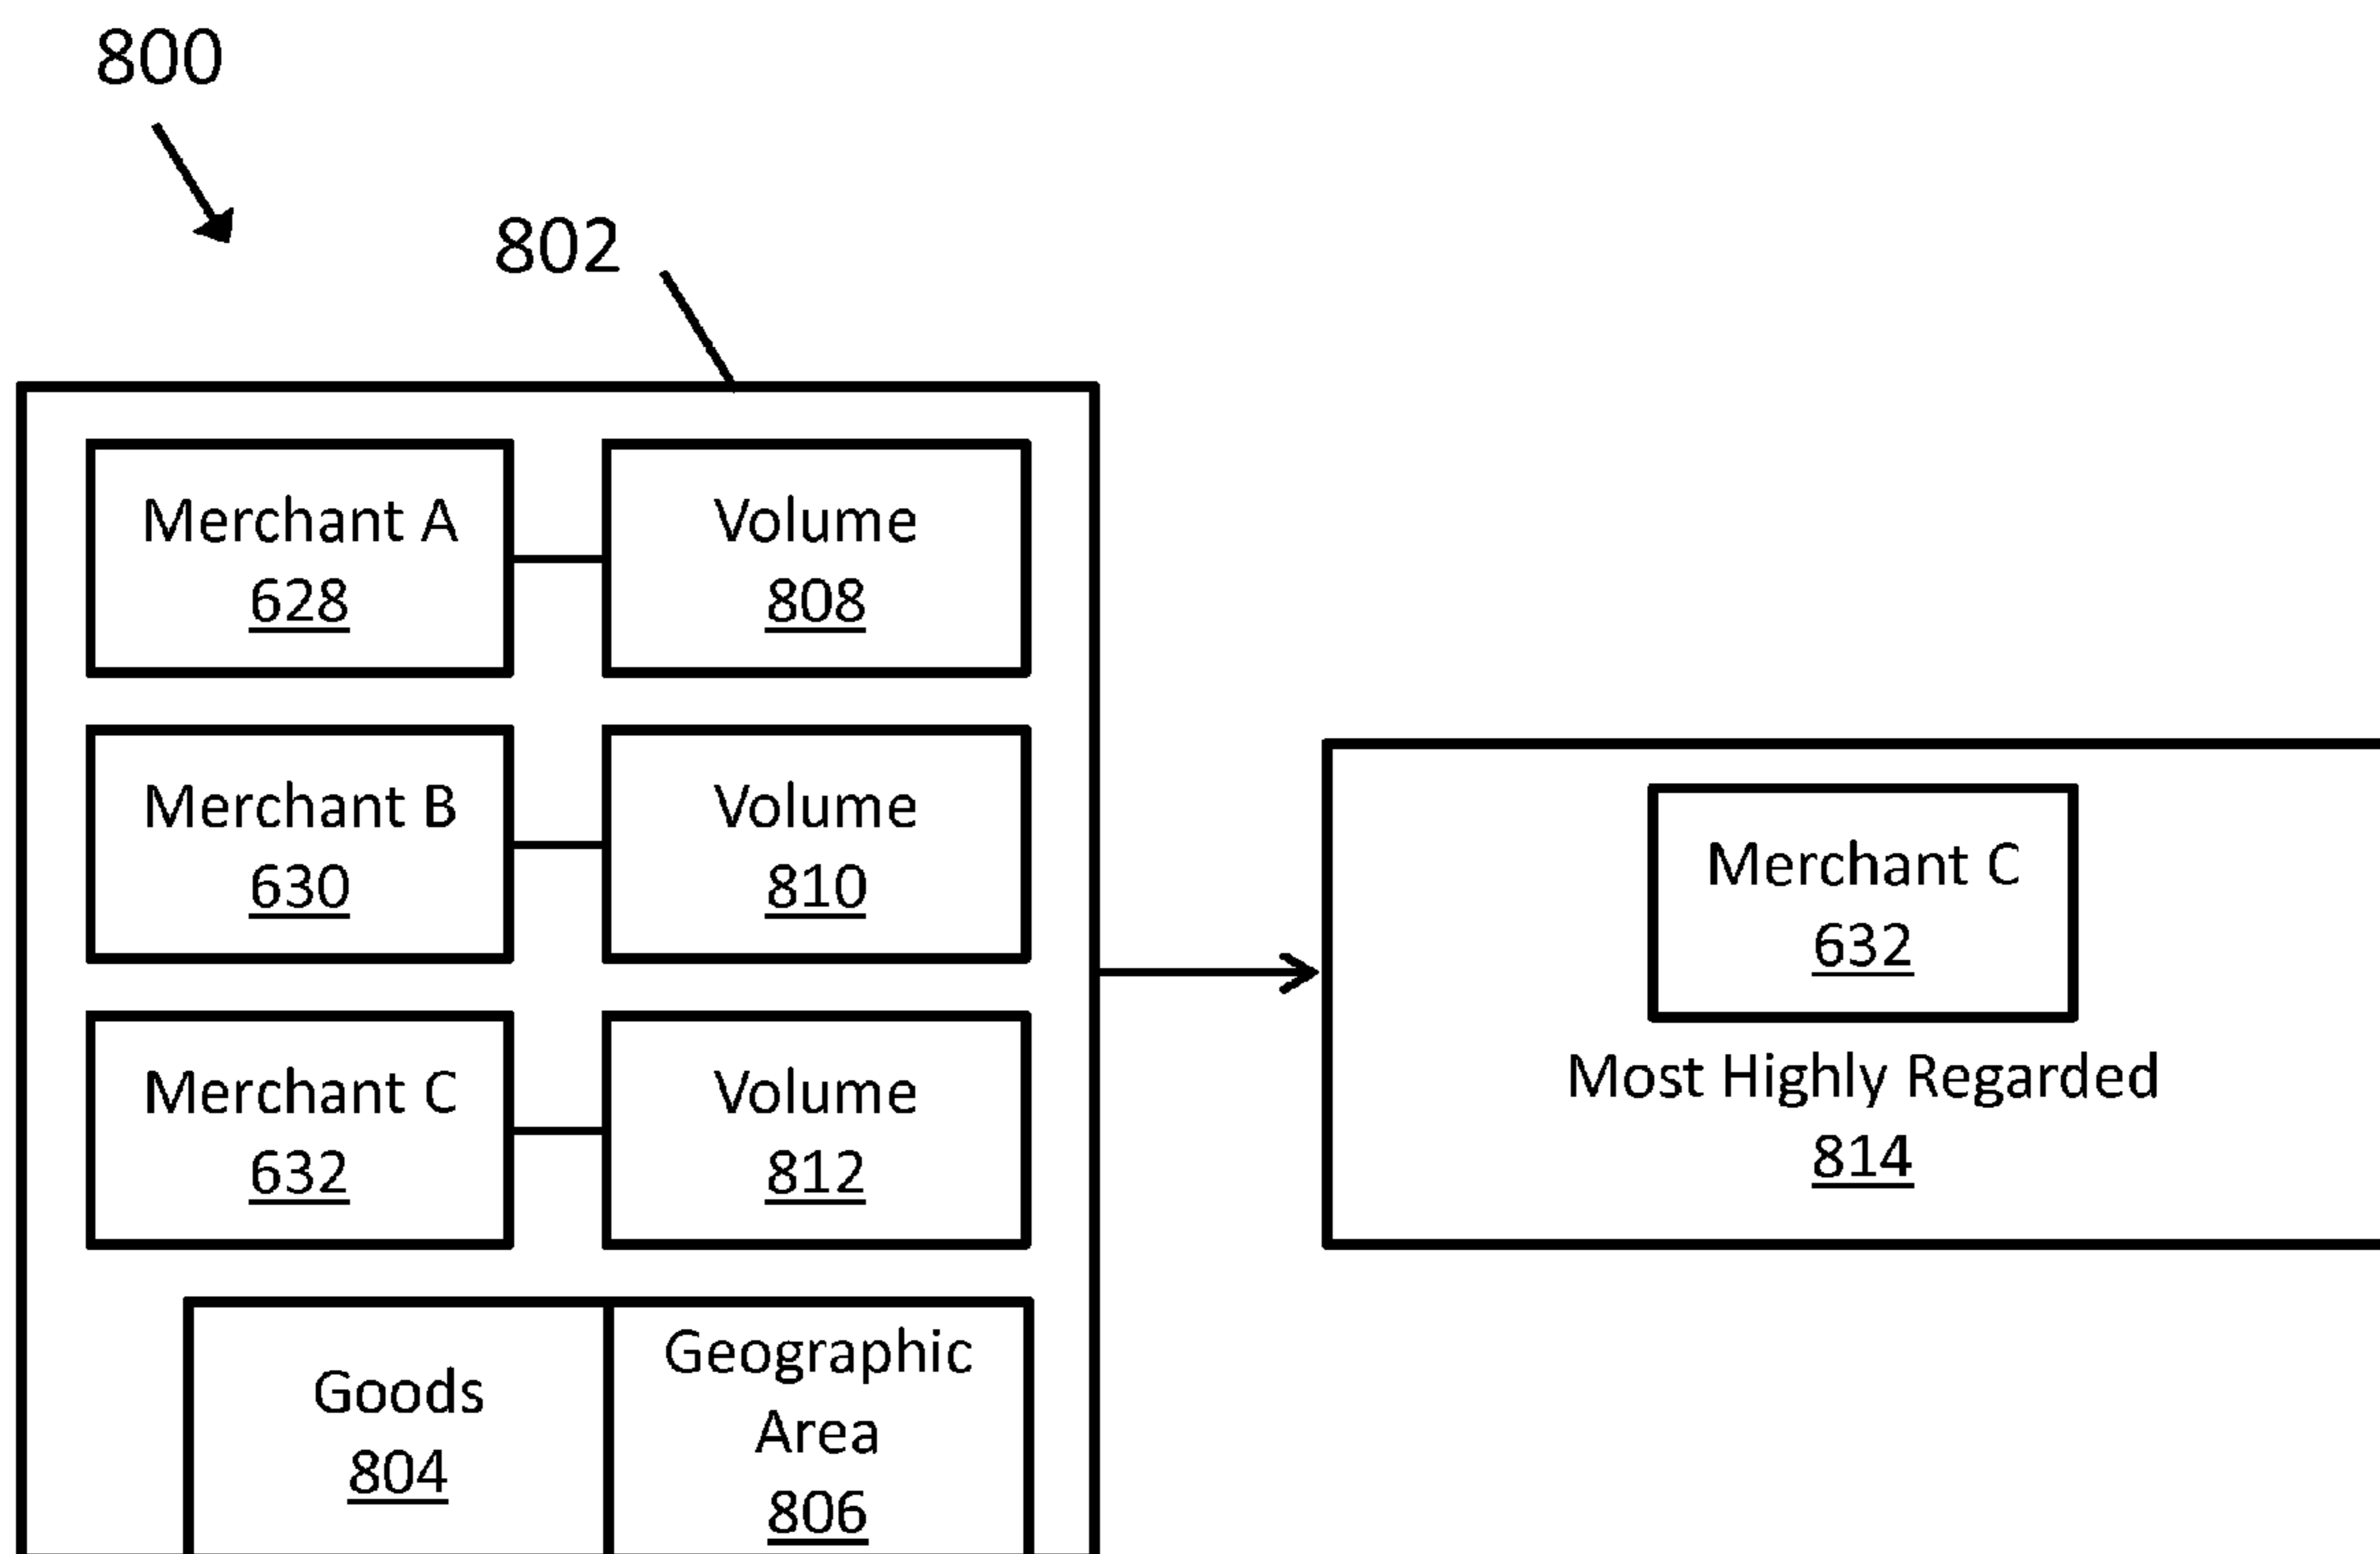 800
802
Merchant A
628
Volume
808
Merchant B
630
Volume
810
Merchant C
632
Volume
812
Goods
804
Geographic
Area
806
Merchant C
632
Most Highly Regarded
814